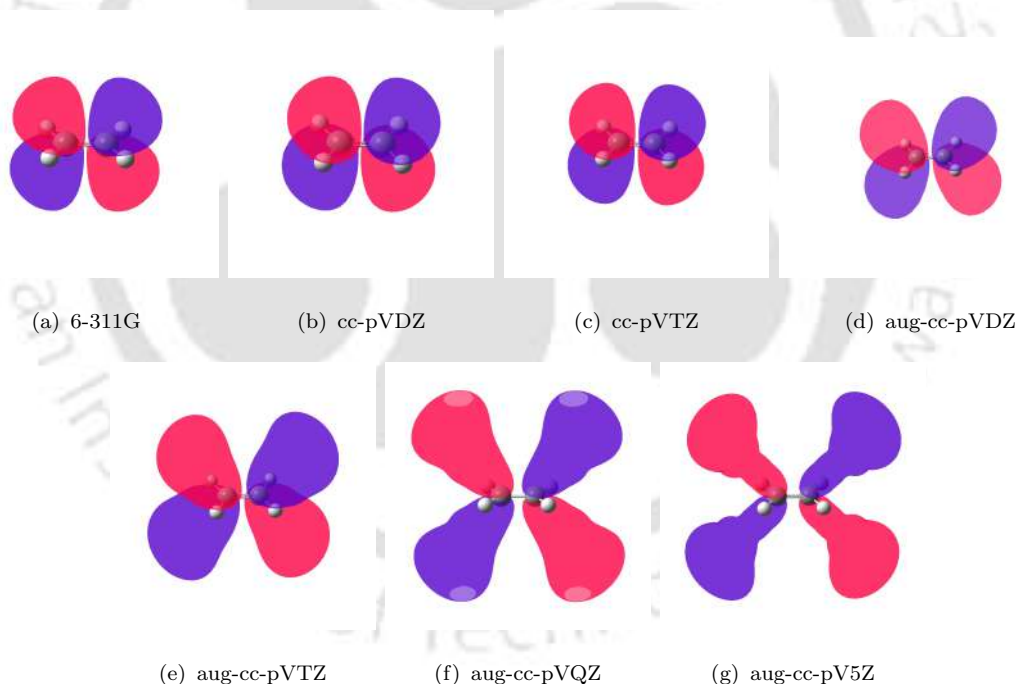 (a) 6-311G
(b) cc-pVDZ
(c) cc-pVTZ
(d) aug-cc-pVDZ
(e) aug-cc-pVTZ
(f) aug-cc-pVQZ
(g) aug-cc-pV5Z